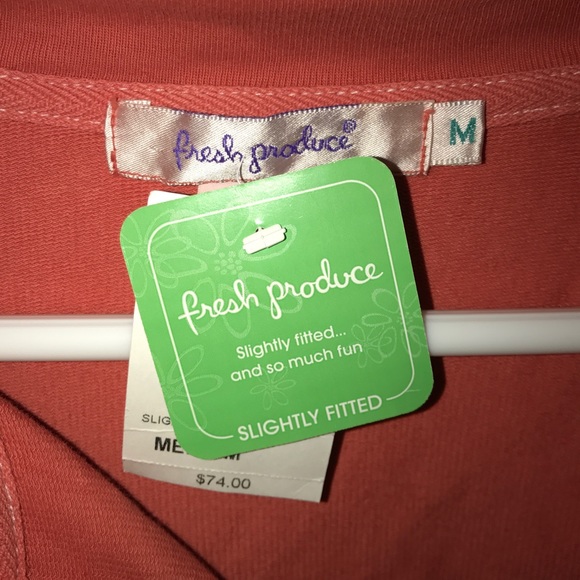 fresh produce®
M
fresh produce
Slightly fitted...
and so much fun
SLIGHTLY FITTED
$74.00